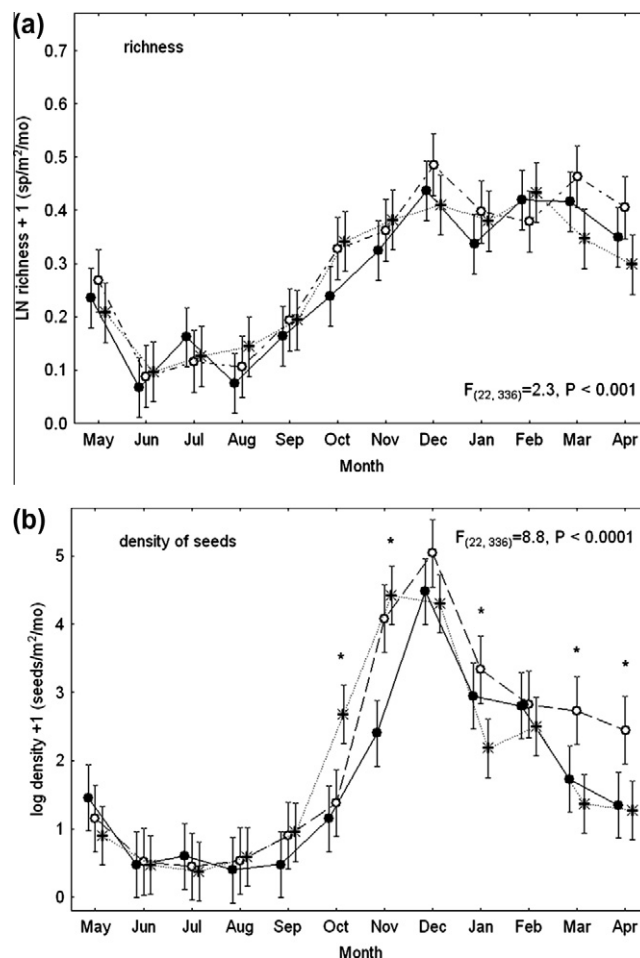 (a)
richness
LN richness + 1 (sp/m²/mo)
0.7
0.6
0.5
0.4
0.3
0.2
0.1
0.0
F(22, 336)=2.3, P < 0.001
May Jun Jul Aug Sep Oct Nov Dec Jan Feb Mar Apr
Month
(b)
density of seeds
F(22, 336)=8.8, P < 0.0001
log density +1 (seeds/m²/mo)
5
4
3
2
1
0
* * * * *
May Jun Jul Aug Sep Oct Nov Dec Jan Feb Mar Apr
Month